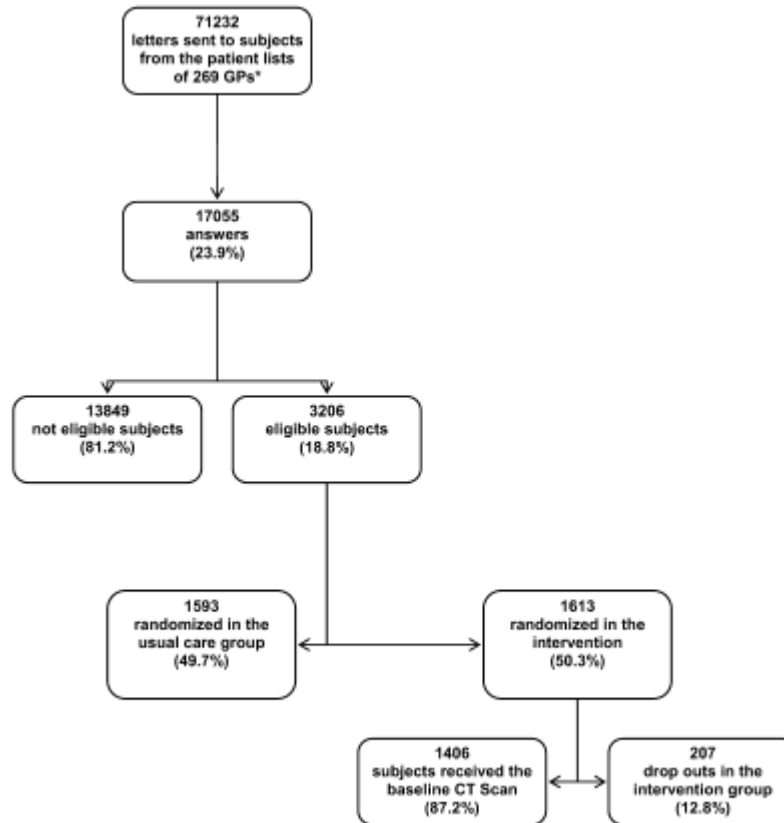 71232
letters sent to subjects
from the patient lists
of 269 GPs*
17055
answers
(23.9%)
13849
not eligible subjects
(81.2%)
3206
eligible subjects
(18.8%)
1593
randomized in the
usual care group
(49.7%)
1613
randomized in the
intervention
(50.3%)
1406
subjects received the
baseline CT Scan
(87.2%)
207
drop outs in the
intervention group
(12.8%)